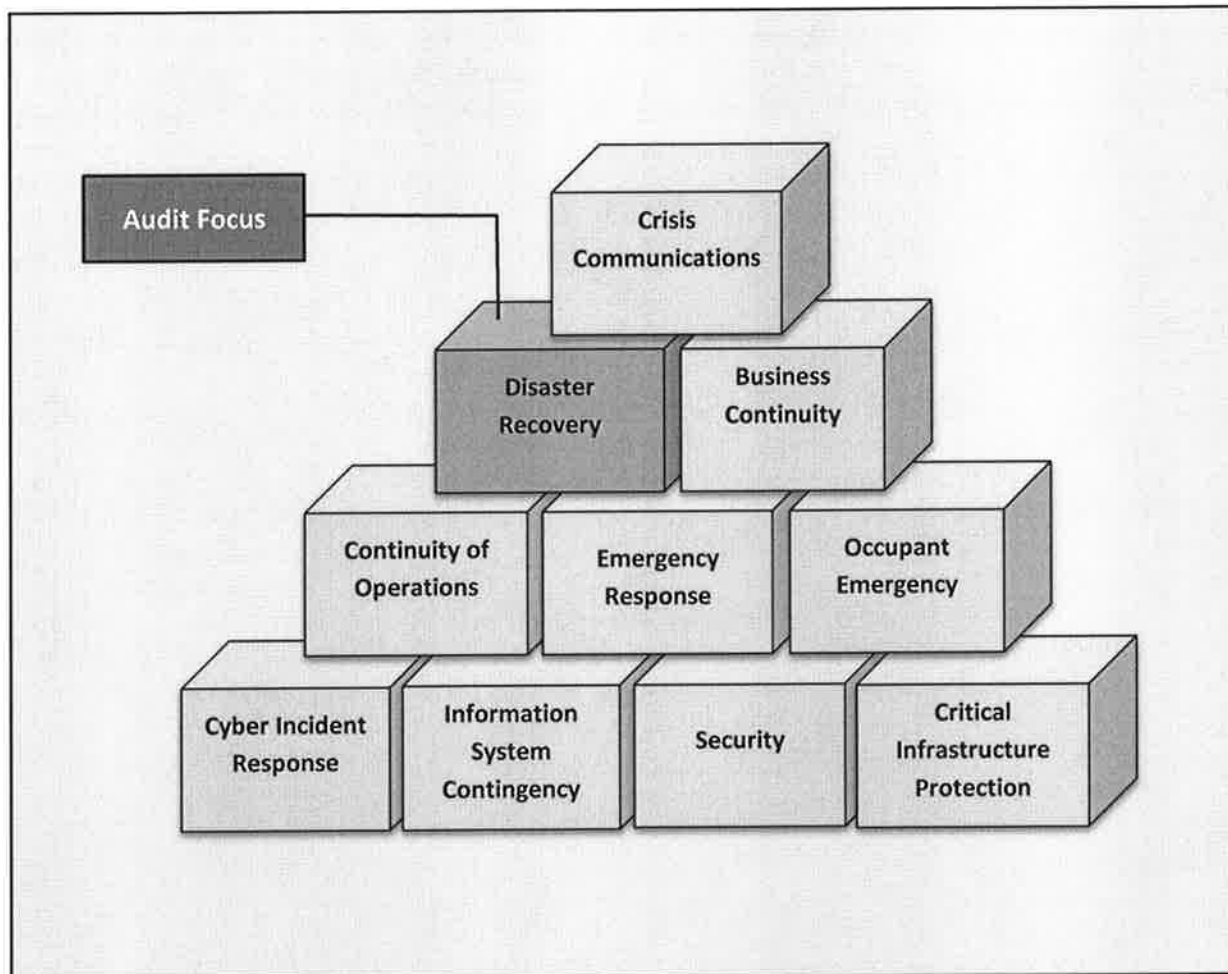 Audit Focus
Crisis
Communications
Disaster
Recovery
Business
Continuity
Continuity of
Operations
Emergency
Response
Occupant
Emergency
Cyber Incident
Response
Information
System
Contingency
Security
Critical
Infrastructure
Protection